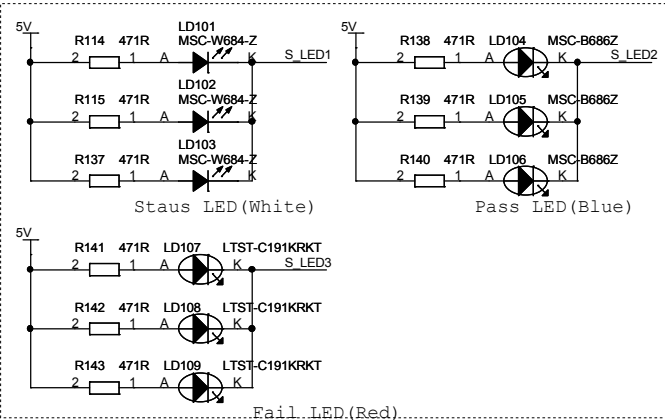 5V
LD101
R114 471R MSC-W684-Z
2 1 A K S_LED1
LD102
R115 471R MSC-W684-Z
2 1 A K
LD103
R137 471R MSC-W684-Z
2 1 A K
Staus LED(White)
5V
R138 471R LD104 MSC-B686Z
2 1 A K S_LED2
R139 471R LD105 MSC-B686Z
2 1 A K
R140 471R LD106 MSC-B686Z
2 1 A K
Pass LED(Blue)
5V
R141 471R LD107 LTST-C191KRKT
2 1 A K S_LED3
R142 471R LD108 LTST-C191KRKT
2 1 A K
R143 471R LD109 LTST-C191KRKT
2 1 A K
Fail LED(Red)